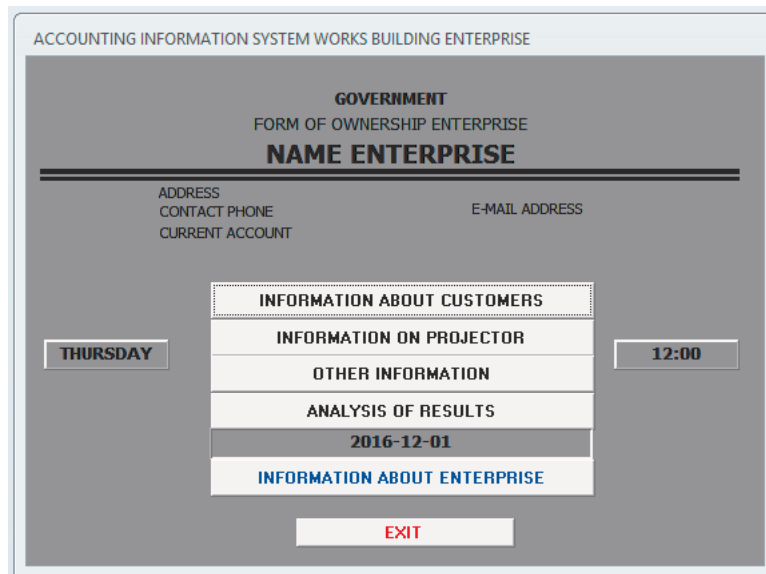 ACCOUNTING INFORMATION SYSTEM WORKS BUILDING ENTERPRISE
GOVERNMENT
FORM OF OWNERSHIP ENTERPRISE
NAME ENTERPRISE
ADDRESS
CONTACT PHONE
E-MAIL ADDRESS
CURRENT ACCOUNT
INFORMATION ABOUT CUSTOMERS
INFORMATION ON PROJECTOR
THURSDAY
12:00
OTHER INFORMATION
ANALYSIS OF RESULTS
2016-12-01
INFORMATION ABOUT ENTERPRISE
EXIT